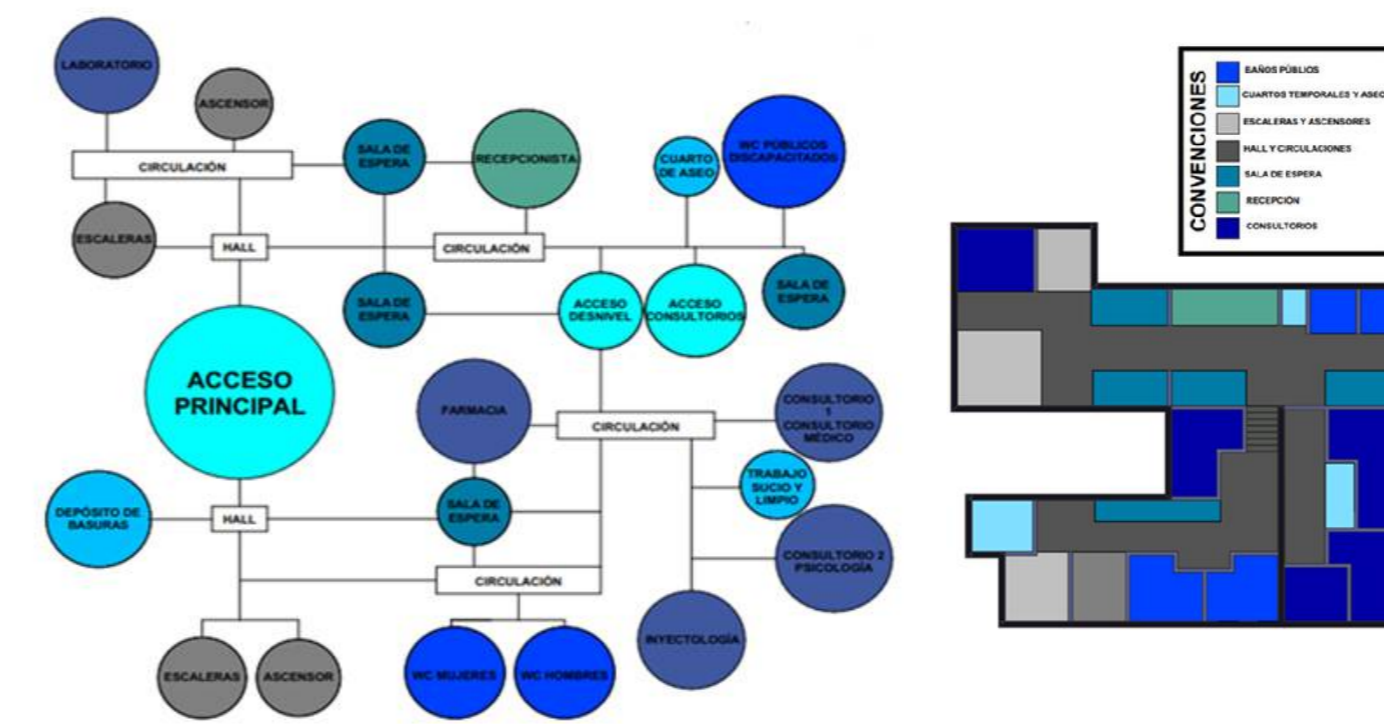 LABORATORIO
ASCENSOR
SALA DE
ESPERA
RECEPCIONISTA
CUARTO
DE ASEO
WC PÚBLICOS
DISCAPACITADOS
CIRCULACIÓN
ESCALERAS
HALL
CIRCULACIÓN
SALA DE
ESPERA
ACCESO
DESNIVEL
ACCESO
CONSULTORIOS
SALA DE
ESPERA
ACCESO
PRINCIPAL
FARMACIA
CIRCULACIÓN
CONSULTORIO
1
CONSULTORIO
MÉDICO
TRABAJO
SUCIO Y
LIMPIO
DEPÓSITO DE
BASURAS
HALL
SALA DE
ESPERA
CONSULTORIO 2
PSICOLOGÍA
CIRCULACIÓN
INYECTOLOGÍA
ESCALERAS
ASCENSOR
WC MUJERES
WC HOMBRES
CONVENCIONES
BAÑOS PÚBLIOS
CUARTOS TEMPORALES Y ASEO
ESCALERAS Y ASCENSORES
HALL Y CIRCULACIONES
SALA DE ESPERA
RECEPCIÓN
CONSULTORIOS